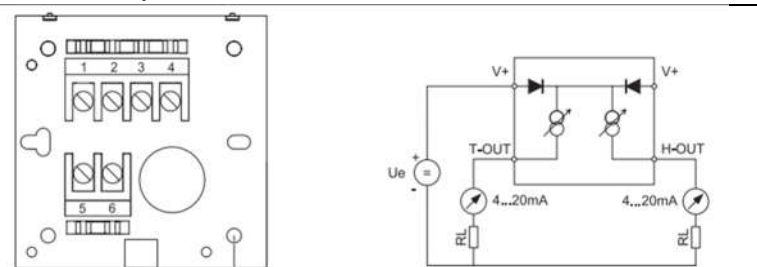 1 2 3 4
5 6
V+ V+
T-OUT H-OUT
+
Ue =
-
4...20mA 4...20mA
RL RL